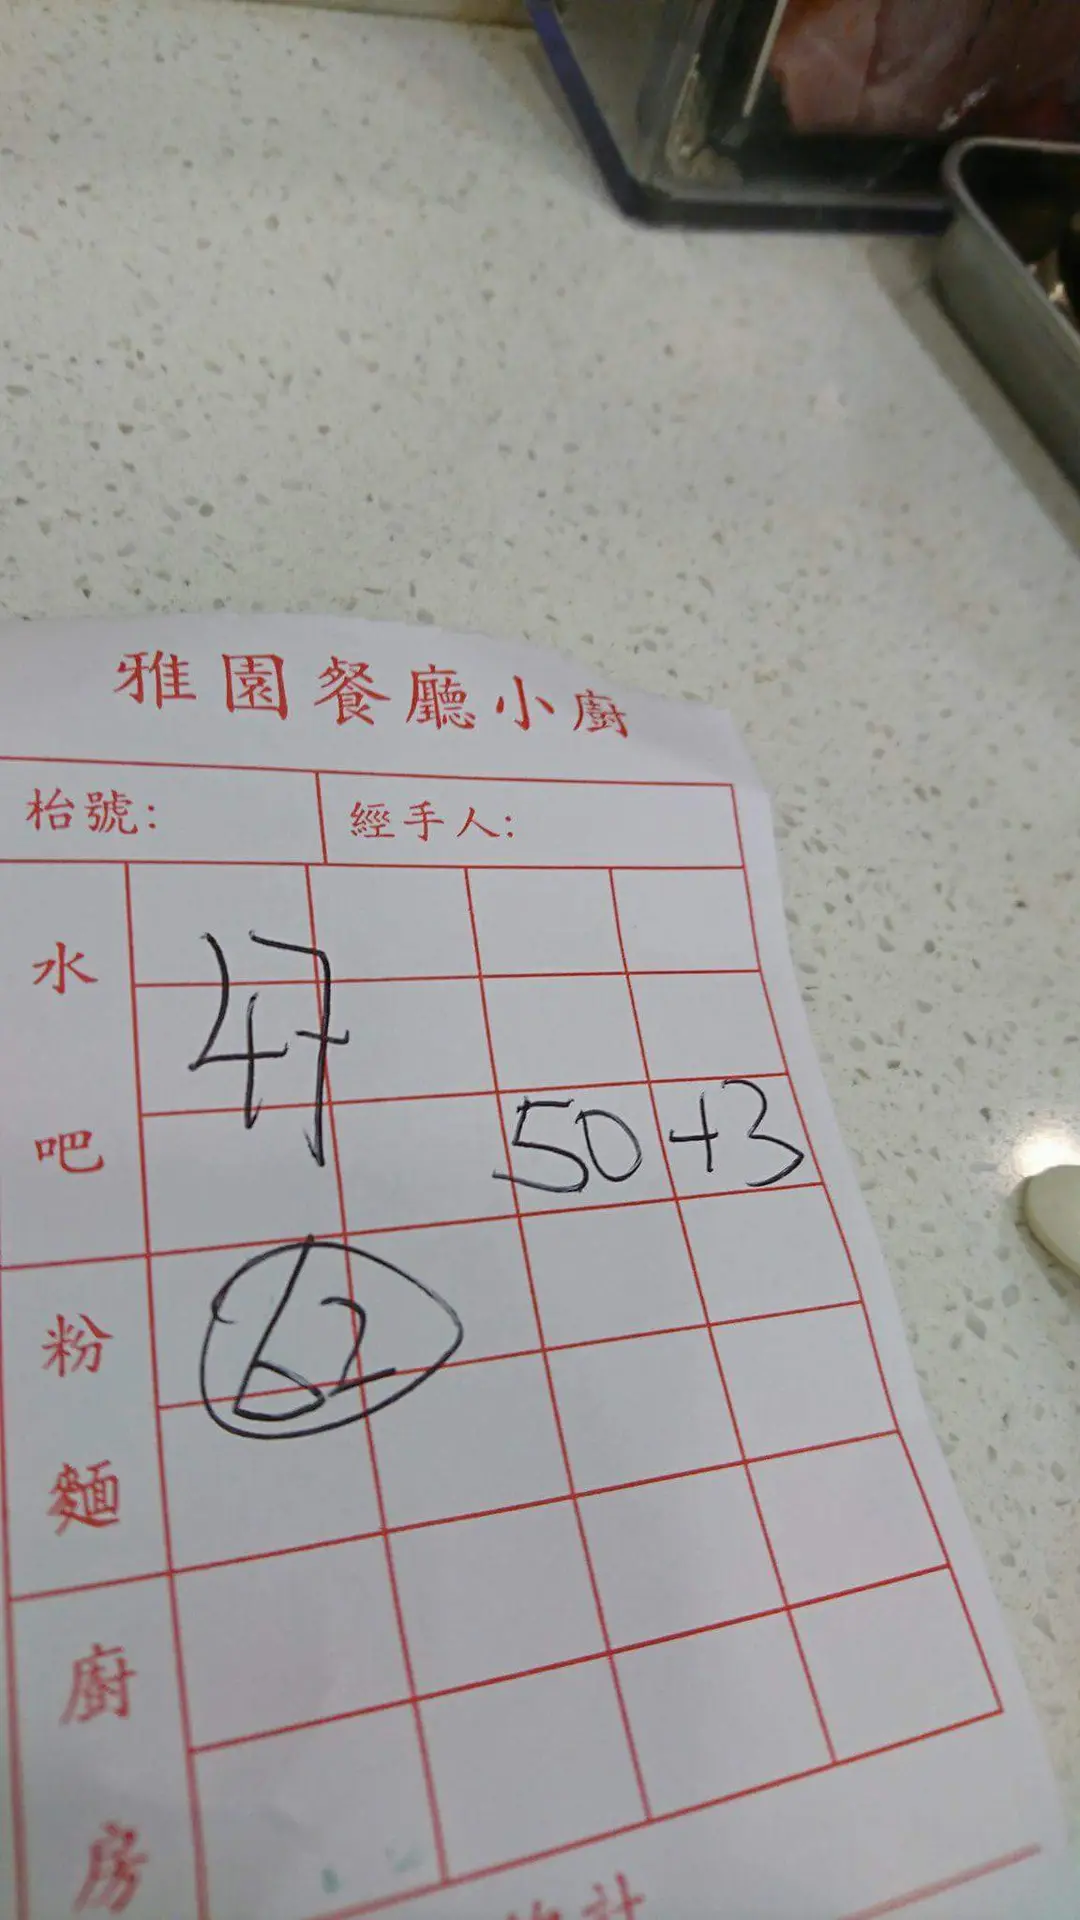 雅園餐廳小廚
枱號: 經手人:
水吧
47
50 +3
粉麵
62
廚房